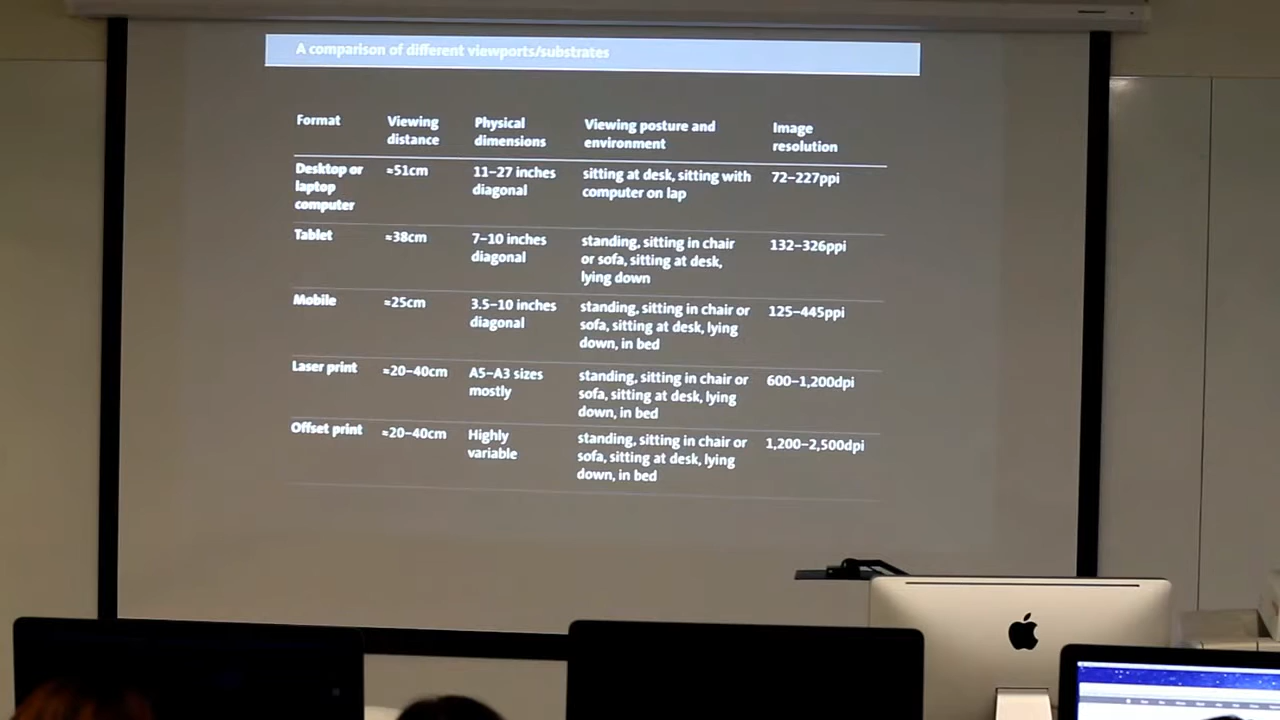 A comparison of different viewports/substrates
Format
Viewing
distance
Physical
dimensions
Viewing posture and
environment
Image
resolution
Desktop or
laptop
computer
≈51cm
11–27 inches
diagonal
sitting at desk, sitting with
computer on lap
72–227ppi
Tablet
≈38cm
7–10 inches
diagonal
standing, sitting in chair
or sofa, sitting at desk,
lying down
132–326ppi
Mobile
≈25cm
3.5–10 inches
diagonal
standing, sitting in chair or
sofa, sitting at desk, lying
down, in bed
125–445ppi
Laser print
≈20–40cm
A5–A3 sizes
mostly
standing, sitting in chair or
sofa, sitting at desk, lying
down, in bed
600–1,200dpi
Offset print
≈20–40cm
Highly
variable
standing, sitting in chair or
sofa, sitting at desk, lying
down, in bed
1,200–2,500dpi